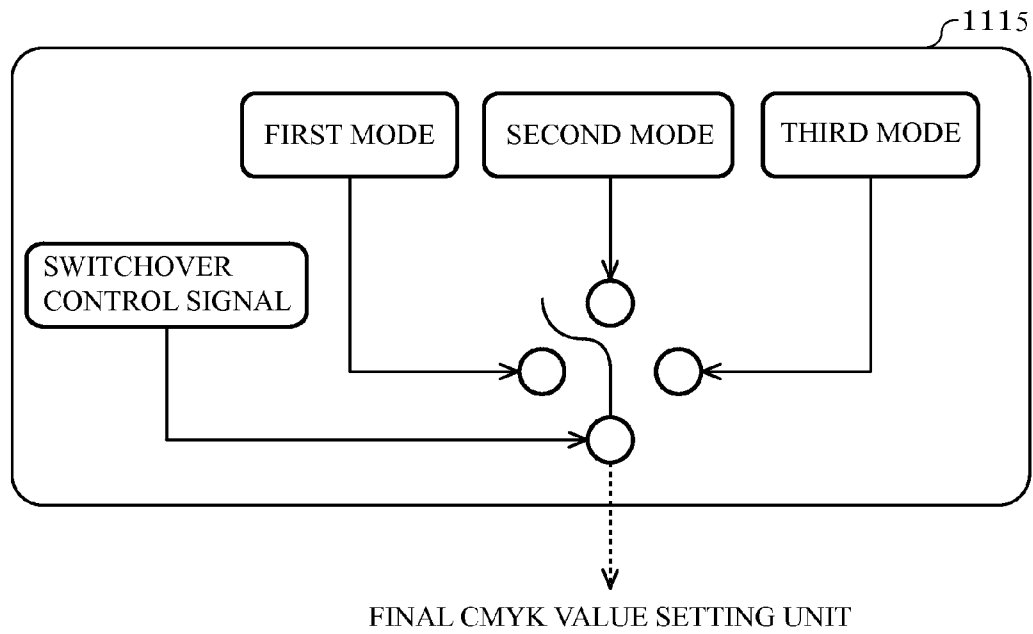 1115
FIRST MODE
SECOND MODE
THIRD MODE
SWITCHOVER
CONTROL SIGNAL
FINAL CMYK VALUE SETTING UNIT